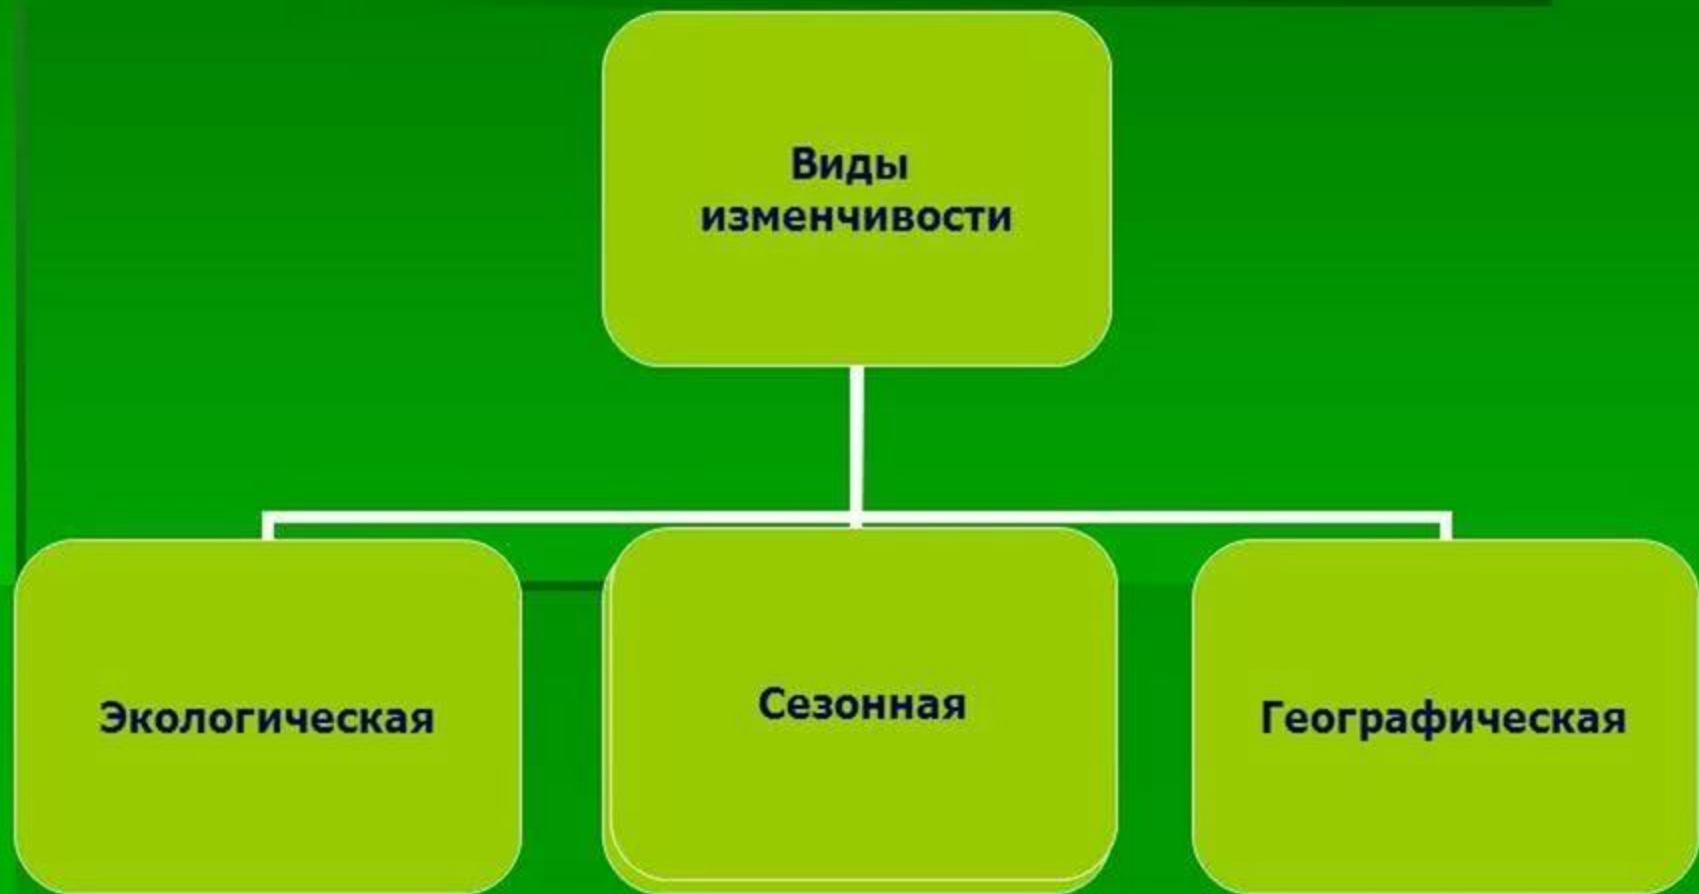 Виды
изменчивости
Экологическая
Сезонная
Географическая